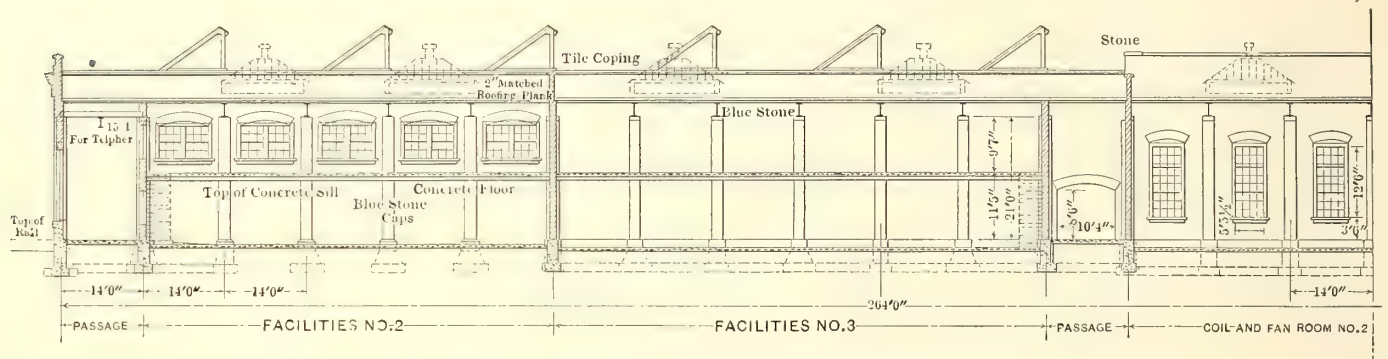 Stone
Tile Coping
2" Matched
Roofing Plank
Blue Stone
I 15
For Telpher
Top of Concrete Sill
Concrete Floor
Blue Stone
Caps
Top of
Rail
9'7"
11'5"
21'0"
10'4"
5'5½"
12'6"
3'6"
14'0"
14'0"
14'0"
264'0"
14'0"
PASSAGE
FACILITIES NO.2
FACILITIES NO.3
PASSAGE
COIL AND FAN ROOM NO.2